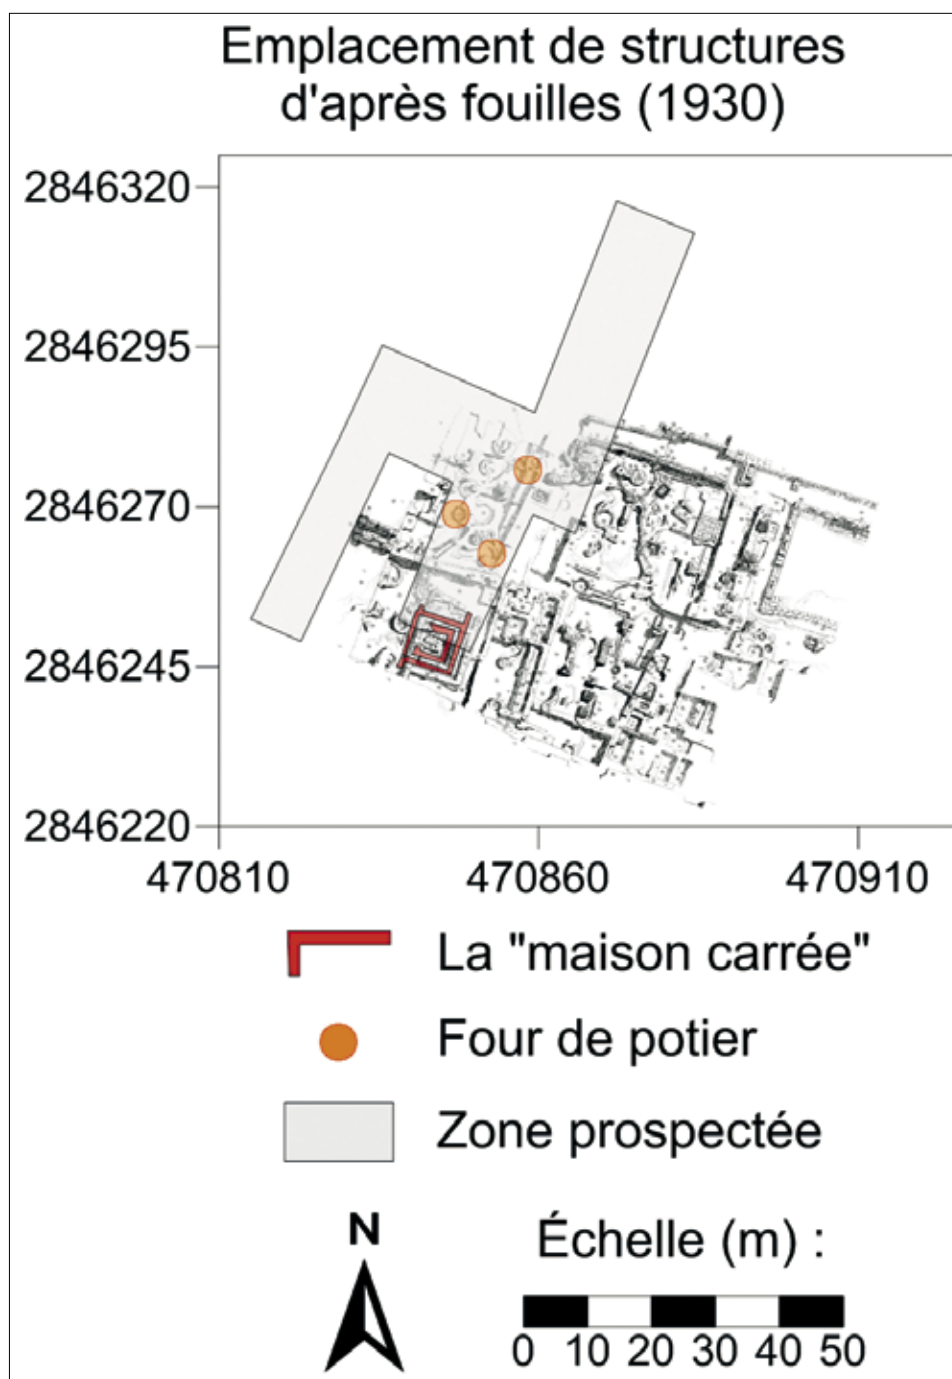 Emplacement de structures
d'après fouilles (1930)
2846320
2846295
2846270
2846245
2846220
470810 470860 470910
La "maison carrée"
Four de potier
Zone prospectée
N
Échelle (m) :
0 10 20 30 40 50